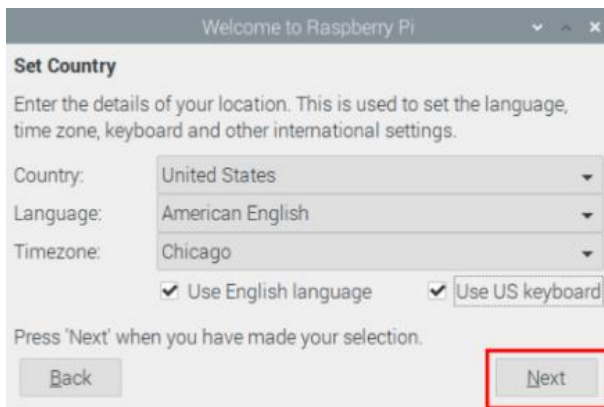 Welcome to Raspberry Pi
Set Country
Enter the details of your location. This is used to set the language,
time zone, keyboard and other international settings.
Country: United States
Language: American English
Timezone: Chicago
Use English language Use US keyboard
Press 'Next' when you have made your selection.
Back Next